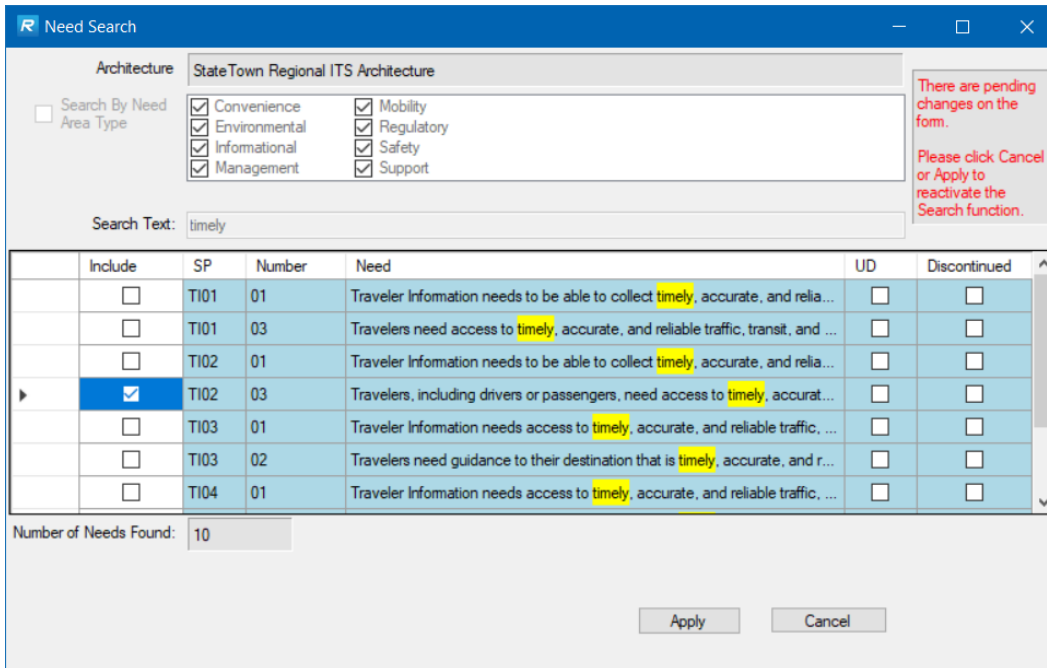 R Need Search
Architecture StateTown Regional ITS Architecture
Search By Need
Area Type
Convenience Mobility
Environmental Regulatory
Informational Safety
Management Support
There are pending
changes on the
form.
Please click Cancel
or Apply to
reactivate the
Search function.
Search Text: timely
Include SP Number Need UD Discontinued
TI01 01 Traveler Information needs to be able to collect timely, accurate, and relia...
TI01 03 Travelers need access to timely, accurate, and reliable traffic, transit, and ...
TI02 01 Traveler Information needs to be able to collect timely, accurate, and relia...
TI02 03 Travelers, including drivers or passengers, need access to timely, accurat...
TI03 01 Traveler Information needs access to timely, accurate, and reliable traffic, ...
TI03 02 Travelers need guidance to their destination that is timely, accurate, and r...
TI04 01 Traveler Information needs access to timely, accurate, and reliable traffic, ...
Number of Needs Found: 10
Apply Cancel